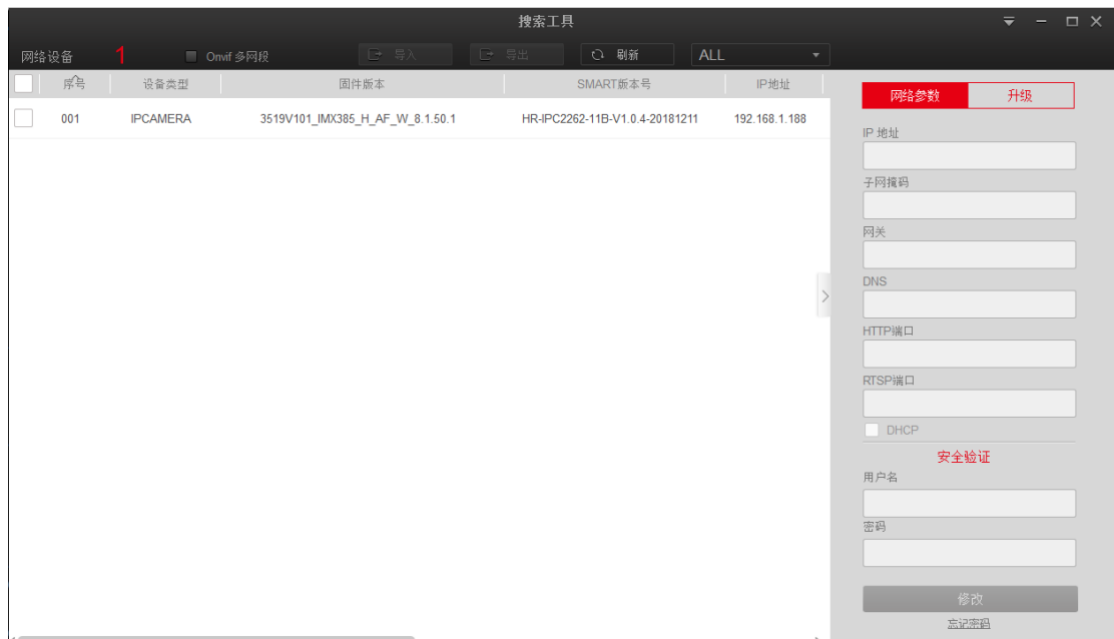 搜索工具
网络设备 1 Onvif 多网段 导入 导出 刷新 ALL
序号 设备类型 固件版本 SMART版本号 IP地址
001 IPCAMERA 3519V101_IMX385_H_AF_W_8.1.50.1 HR-IPC2262-11B-V1.0.4-20181211 192.168.1.188
网络参数 升级
IP 地址
子网掩码
网关
DNS
HTTP端口
RTSP端口
DHCP
安全验证
用户名
密码
修改
忘记密码